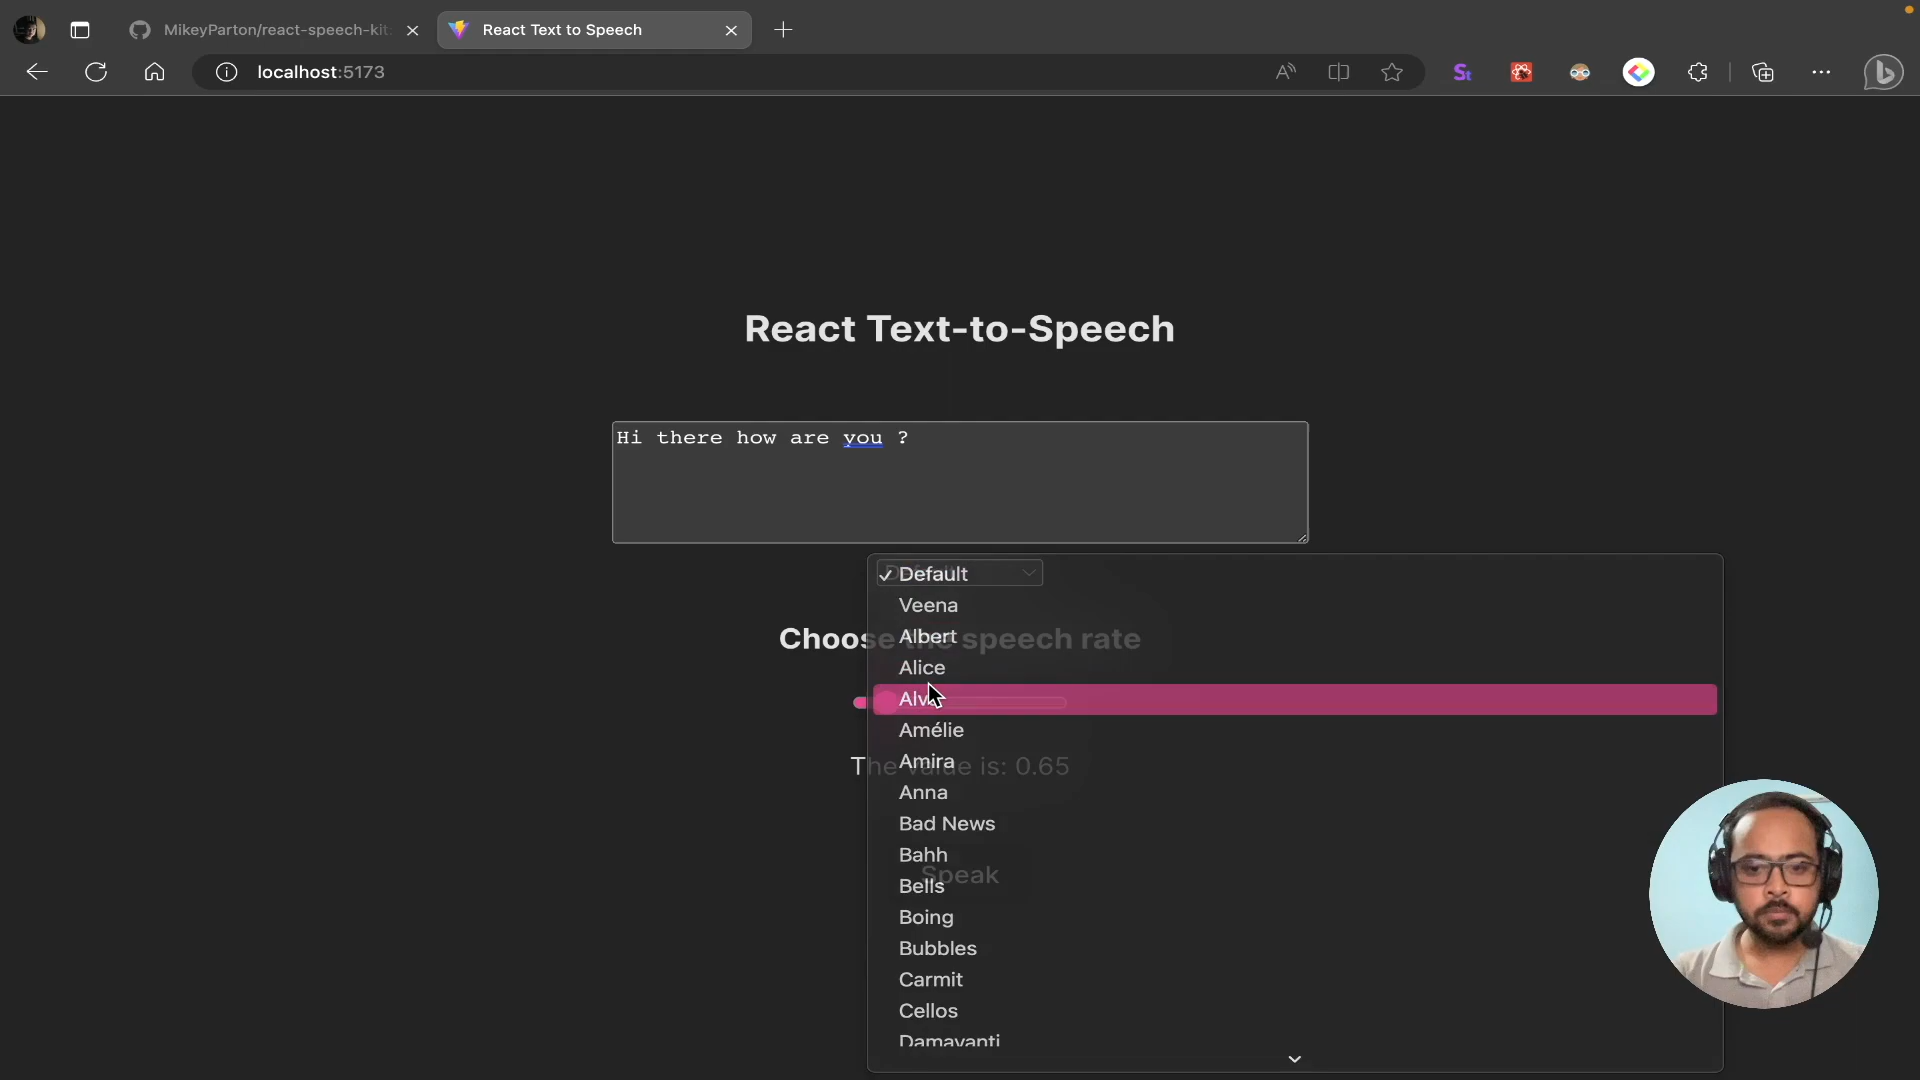 MikeyParton/react-speech-kit:
React Text to Speech
localhost:5173
React Text-to-Speech
Hi there how are you ?
Default
Veena
Albert
Choose the speech rate
Alice
Amélie
Amira
The value is: 0.65
Anna
Bad News
Bahh
Speak
Bells
Boing
Bubbles
Carmit
Cellos
Damayanti